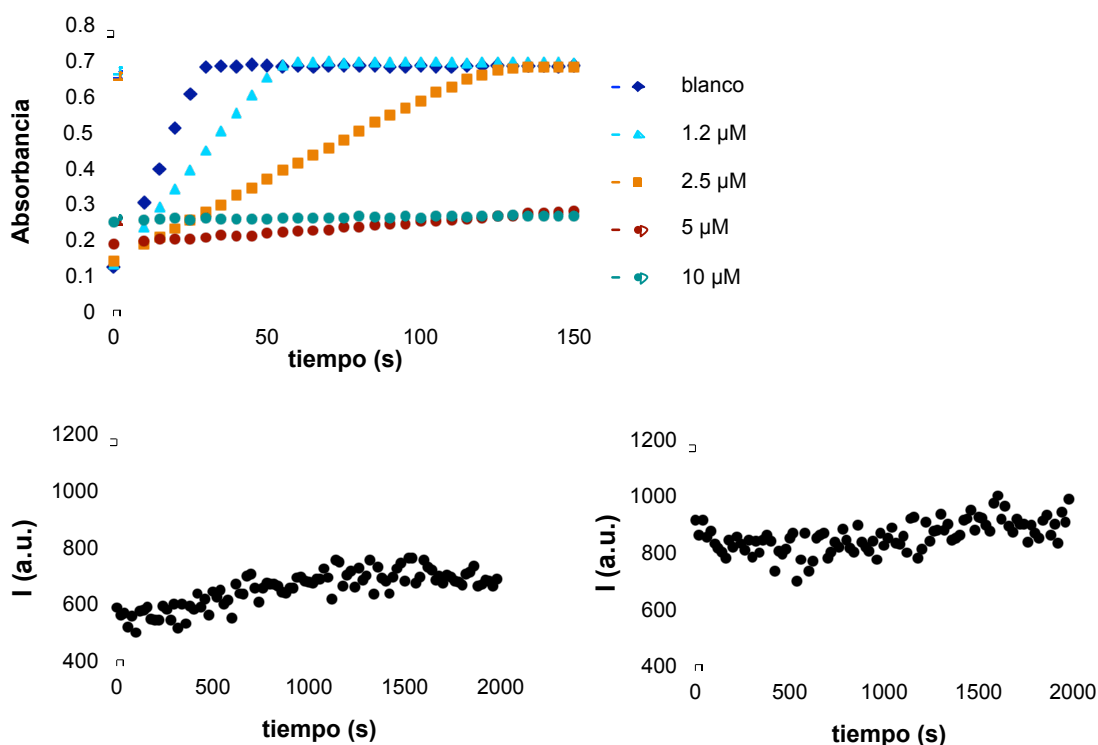 0.8
0.7
0.6
0.5
0.4
0.3
0.2
0.1
0
Absorbancia
0 50 100 150
tiempo (s)
blanco
1.2 µM
2.5 µM
5 µM
10 µM
1200
1000
800
600
400
I (a.u.)
0 500 1000 1500 2000
tiempo (s)
1200
1000
800
600
400
I (a.u.)
0 500 1000 1500 2000
tiempo (s)